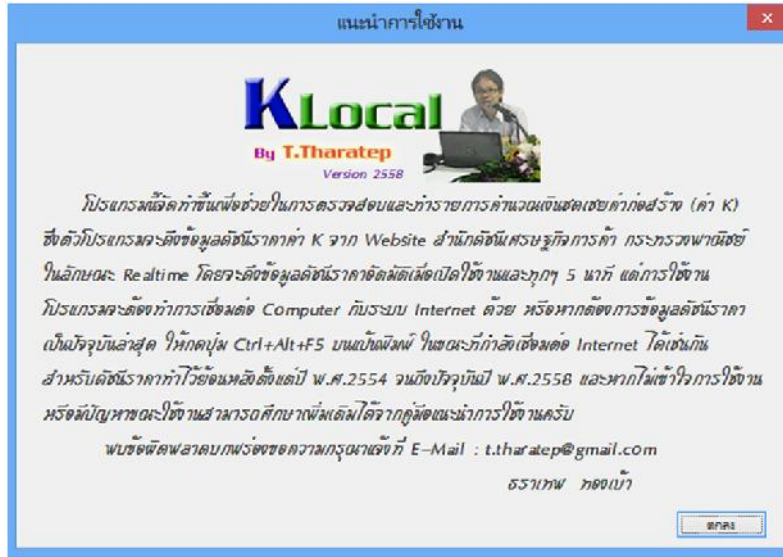 แนะนำการใช้งาน
x
KLocal
By T.Tharatep
Version 2558
โปรแกรมนี้จัดทำขึ้นเพื่อช่วยในการตรวจสอบและทำรายการคำนวณเงินชดเชยค่าก่อสร้าง (ค่า K)
ซึ่งตัวโปรแกรมจะดึงข้อมูลดัชนีราคาค่า K จาก Website สำนักดัชนีเศรษฐกิจการค้า กระทรวงพาณิชย์
ในลักษณะ Realtime โดยจะดึงข้อมูลดัชนีราคาอัตมัติเมื่อเปิดใช้งานและทุกๆ 5 นาที แต่การใช้งาน
โปรแกรมจะต้องทำการเชื่อมต่อ Computer กับระบบ Internet ด้วย หรือหากต้องการข้อมูลดัชนีราคา
เป็นปัจจุบันล่าสุด ให้กดปุ่ม Ctrl+Alt+F5 บนแป้นพิมพ์ ในขณะที่กำลังเชื่อมต่อ Internet ได้เช่นกัน
สำหรับดัชนีราคาทำไว้ย้อนหลังตั้งแต่ปี พ.ศ.2554 จนถึงปัจจุบันปี พ.ศ.2558 และหากไม่เข้าใจการใช้งาน
หรือมีปัญหาขณะใช้งานสามารถศึกษาเพิ่มเติมได้จากคู่มือแนะนำการใช้งานครับ
พบข้อผิดพลาดบกพร่องขอความกรุณาแจ้งที่ E-Mail : t.tharatep@gmail.com
ธราเทพ ทองเบ้า
ตกลง